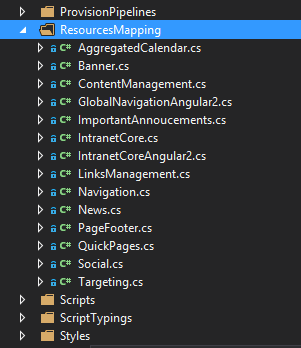 ProvisionPipelines
ResourcesMapping
C# AggregatedCalendar.cs
C# Banner.cs
C# ContentManagement.cs
C# GlobalNavigationAngular2.cs
C# ImportantAnnoucements.cs
C# IntranetCore.cs
C# IntranetCoreAngular2.cs
C# LinksManagement.cs
C# Navigation.cs
C# News.cs
C# PageFooter.cs
C# QuickPages.cs
C# Social.cs
C# Targeting.cs
Scripts
ScriptTypings
Styles